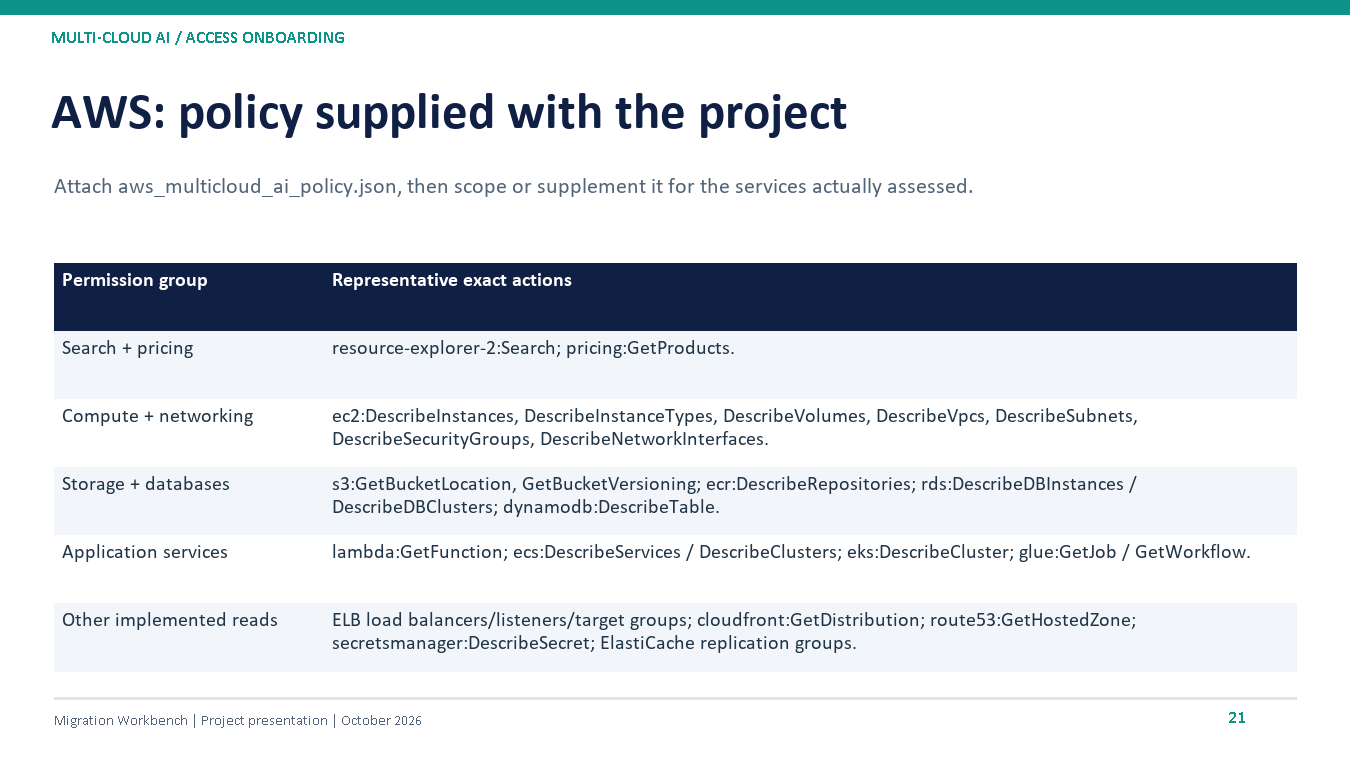 MULTI-CLOUD AI / ACCESS ONBOARDING
AWS: policy supplied with the project
Attach aws_multicloud_ai_policy.json, then scope or supplement it for the services actually assessed.
Permission group
Representative exact actions
Search + pricing
resource-explorer-2:Search; pricing:GetProducts.
Compute + networking
ec2:DescribeInstances, DescribeInstanceTypes, DescribeVolumes, DescribeVpcs, DescribeSubnets,
DescribeSecurityGroups, DescribeNetworkInterfaces.
Storage + databases
s3:GetBucketLocation, GetBucketVersioning; ecr:DescribeRepositories; rds:DescribeDBInstances /
DescribeDBClusters; dynamodb:DescribeTable.
Application services
lambda:GetFunction; ecs:DescribeServices / DescribeClusters; eks:DescribeCluster; glue:GetJob / GetWorkflow.
Other implemented reads
ELB load balancers/listeners/target groups; cloudfront:GetDistribution; route53:GetHostedZone;
secretsmanager:DescribeSecret; ElastiCache replication groups.
Migration Workbench | Project presentation | October 2026
21